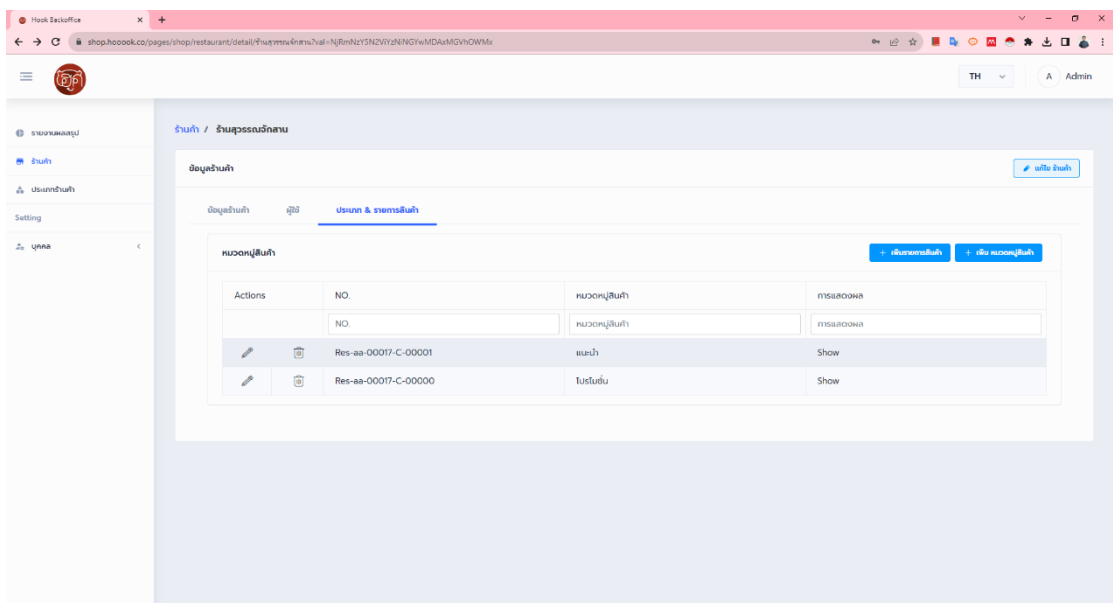 Hook Backoffice
shop.hooook.co/pages/shop/restaurant/detail/ร้านสุวรรณจักสาน?val=NjRmNzY5N2ViYzNiNGYwMDAxMGVhOWMx
TH
A Admin
รายงานผลสรุป
ร้านค้า
ประเภทร้านค้า
Setting
บุคคล
ร้านค้า / ร้านสุวรรณจักสาน
ข้อมูลร้านค้า
แก้ไข ร้านค้า
ข้อมูลร้านค้า ผู้ใช้ ประเภท & รายการสินค้า
หมวดหมู่สินค้า
+ เพิ่มรายการสินค้า + เพิ่ม หมวดหมู่สินค้า
Actions NO. หมวดหมู่สินค้า การแสดงผล
NO. หมวดหมู่สินค้า การแสดงผล
Res-aa-00017-C-00001 แนะนำ Show
Res-aa-00017-C-00000 โปรโมชั่น Show